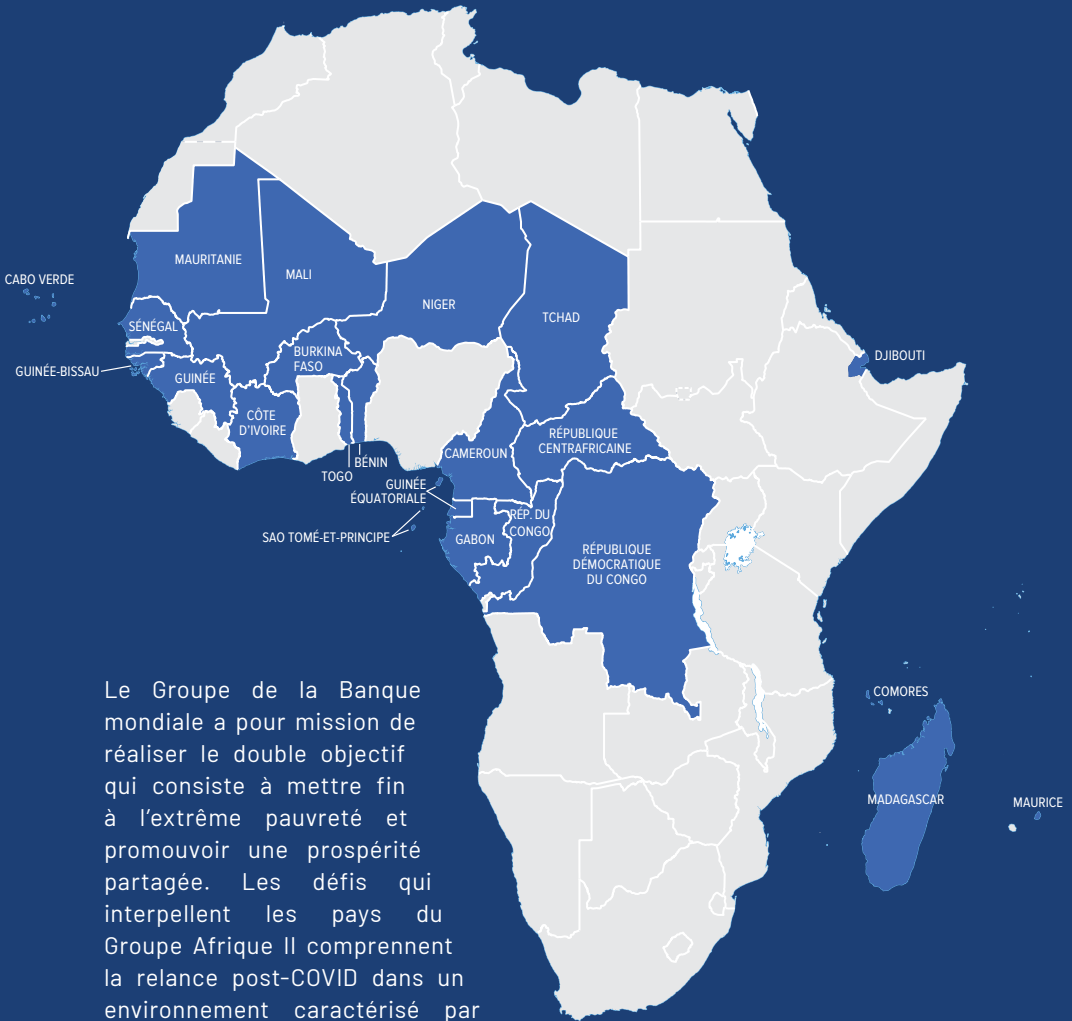 MAURITANIE
MALI
CABO VERDE
NIGER
TCHAD
SÉNÉGAL
BURKINA
FASO
DJIBOUTI
GUINÉE-BISSAU
GUINÉE
CÔTE
D'IVOIRE
RÉPUBLIQUE
CENTRAFRICAINE
CAMEROUN
BÉNIN
TOGO
GUINÉE
ÉQUATORIALE
RÉP. DU
CONGO
SAO TOMÉ-ET-PRINCIPE
GABON
RÉPUBLIQUE
DÉMOCRATIQUE
DU CONGO
COMORES
MADAGASCAR
MAURICE
Le Groupe de la Banque
mondiale a pour mission de
réaliser le double objectif
qui consiste à mettre fin
à l'extrême pauvreté et
promouvoir une prospérité
partagée. Les défis qui
interpellent les pays du
Groupe Afrique II comprennent
la relance post-COVID dans un
environnement caractérisé par